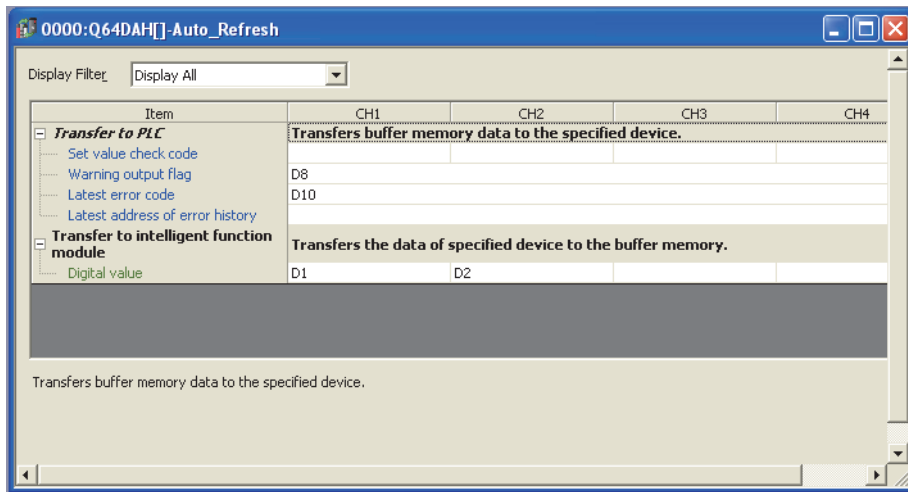 0000:Q64DAH[]-Auto_Refresh
Display Filter Display All
Item CH1 CH2 CH3 CH4
Transfer to PLC Transfers buffer memory data to the specified device.
Set value check code
Warning output flag D8
Latest error code D10
Latest address of error history
Transfer to intelligent function
module Transfers the data of specified device to the buffer memory.
Digital value D1 D2
Transfers buffer memory data to the specified device.